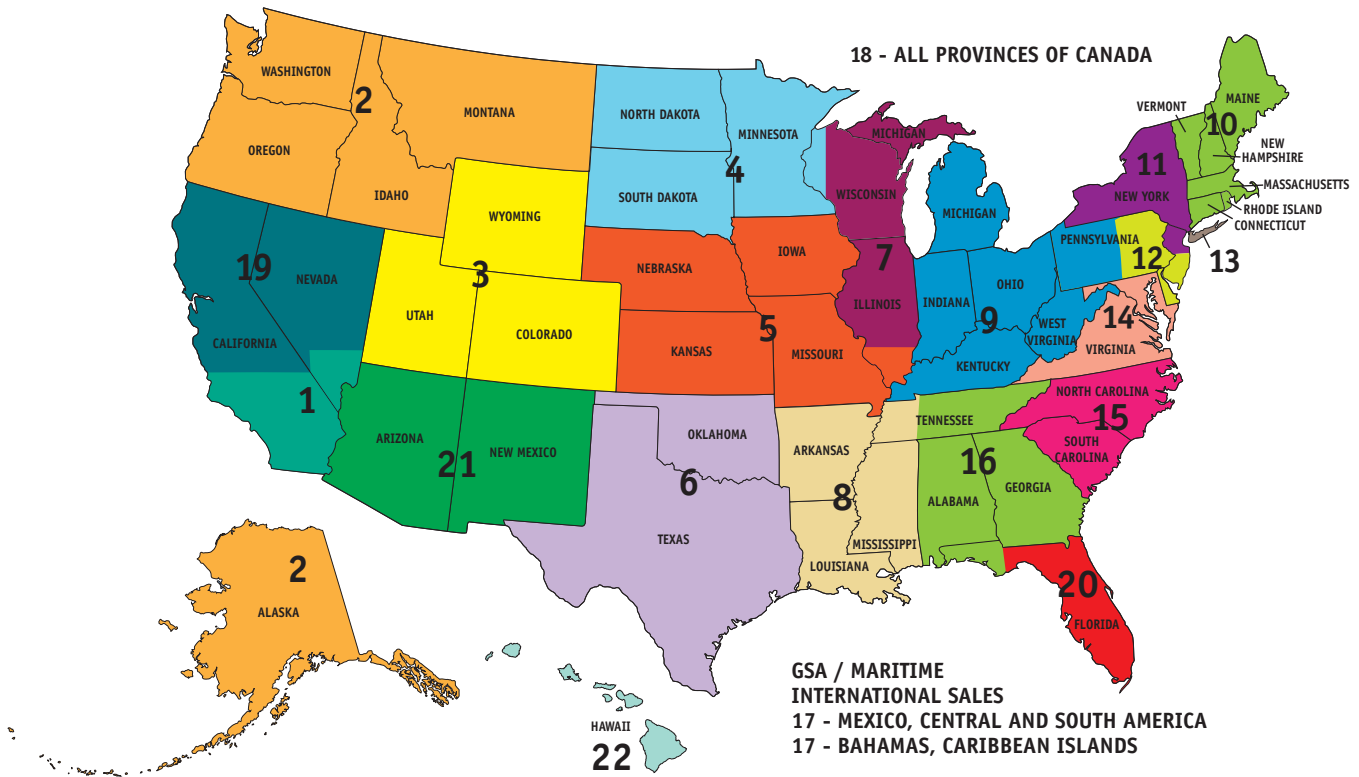 18 - ALL PROVINCES OF CANADA
WASHINGTON
2
MONTANA
OREGON
IDAHO
NORTH DAKOTA
MINNESOTA
4
SOUTH DAKOTA
MICHIGAN
WISCONSIN
MICHIGAN
VERMONT
MAINE
10
NEW
HAMPSHIRE
MASSACHUSETTS
RHODE ISLAND
CONNECTICUT
11
NEW YORK
13
PENNSYLVANIA
12
WYOMING
3
UTAH
COLORADO
19
NEVADA
CALIFORNIA
1
NEBRASKA
IOWA
5
KANSAS
MISSOURI
7
ILLINOIS
INDIANA
OHIO
9
WEST
VIRGINIA
KENTUCKY
14
VIRGINIA
NORTH CAROLINA
15
SOUTH
CAROLINA
ARIZONA
21
NEW MEXICO
OKLAHOMA
6
TEXAS
ARKANSAS
8
MISSISSIPPI
LOUISIANA
TENNESSEE
16
ALABAMA
GEORGIA
20
FLORIDA
2
ALASKA
HAWAII
22
GSA / MARITIME
INTERNATIONAL SALES
17 - MEXICO, CENTRAL AND SOUTH AMERICA
17 - BAHAMAS, CARIBBEAN ISLANDS